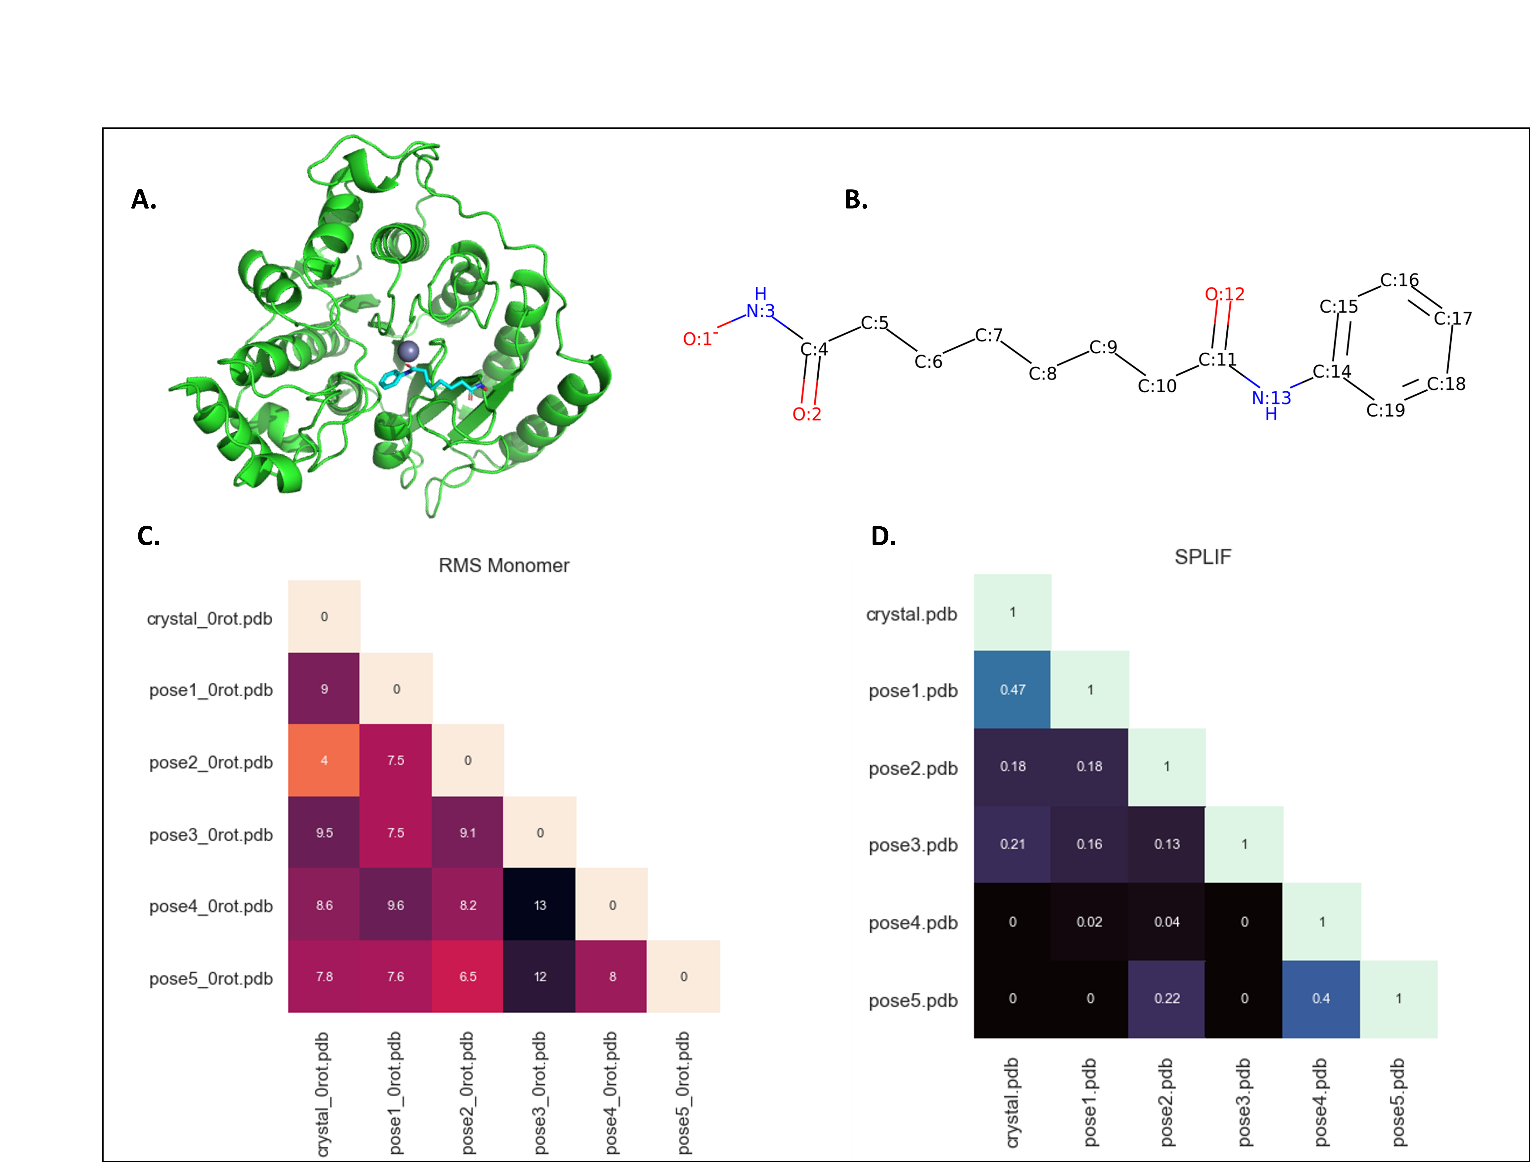 A.
B.
H
N:3
O:1-
C:4
O:2
C:5
C:6
C:7
C:8
C:9
C:10
C:11
O:12
N:13
H
C:14
C:15
C:16
C:17
C:18
C:19
C.
RMS Monomer
crystal_0rot.pdb 0
pose1_0rot.pdb 9 0
pose2_0rot.pdb 4 7.5 0
pose3_0rot.pdb 9.5 7.5 9.1 0
pose4_0rot.pdb 8.6 9.6 8.2 13 0
pose5_0rot.pdb 7.8 7.6 6.5 12 8 0
crystal_0rot.pdb
pose1_0rot.pdb
pose2_0rot.pdb
pose3_0rot.pdb
pose4_0rot.pdb
pose5_0rot.pdb
D.
SPLIF
crystal.pdb 1
pose1.pdb 0.47 1
pose2.pdb 0.18 0.18 1
pose3.pdb 0.21 0.16 0.13 1
pose4.pdb 0 0.02 0.04 0 1
pose5.pdb 0 0 0.22 0 0.4 1
crystal.pdb
pose1.pdb
pose2.pdb
pose3.pdb
pose4.pdb
pose5.pdb